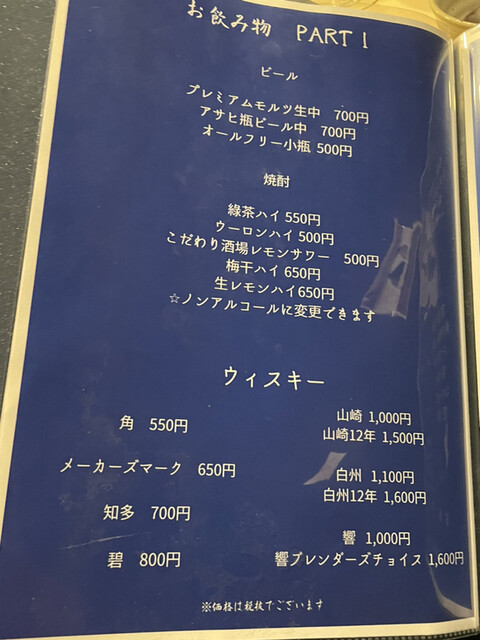 お飲み物 PART 1
ビール
プレミアムモルツ生中 700円
アサヒ瓶ビール中 700円
オールフリー小瓶 500円
焼酎
緑茶ハイ 550円
ウーロンハイ 500円
こだわり酒場レモンサワー 500円
梅干ハイ 650円
生レモンハイ650円
☆ノンアルコールに変更できます
ウィスキー
角 550円
メーカーズマーク 650円
知多 700円
碧 800円
山崎 1,000円
山崎12年 1,500円
白州 1,100円
白州12年 1,600円
響 1,000円
響ブレンダーズチョイス 1,600円
※価格は税抜でございます